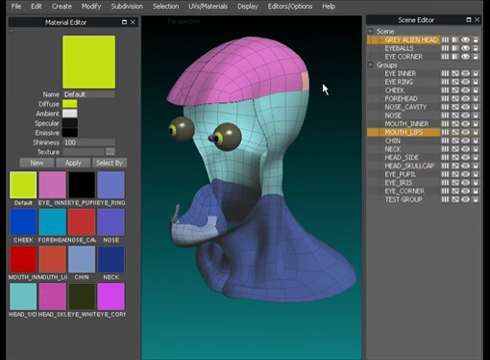 File Edit Create Modify Subdivision Selection UVs/Materials Display Editors/Options Help
Material Editor
Name Default
Diffuse
Ambient
Specular
Emissive
Shininess 100
Texture
New Apply Select By
Default EYE_INNE EYE_PUPI EYE_RING
CHEEK FOREHEA NOSE_CA NOSE
MOUTH_IN MOUTH_LI CHIN NECK
HEAD_SID HEAD_SKU EYE_WHIT EYE_CORN
Perspective
Scene Editor
Scene
GREY ALIEN HEAD
EYEBALLS
EYE CORNER
Groups
EYE INNER
EYE RING
CHEEK
FOREHEAD
NOSE_CAVITY
NOSE
MOUTH_INNER
MOUTH_LIPS
CHIN
NECK
HEAD_SIDE
HEAD_SKULLCAP
EYE_PUPIL
EYE_IRIS
EYE_CORNER
TEST GROUP